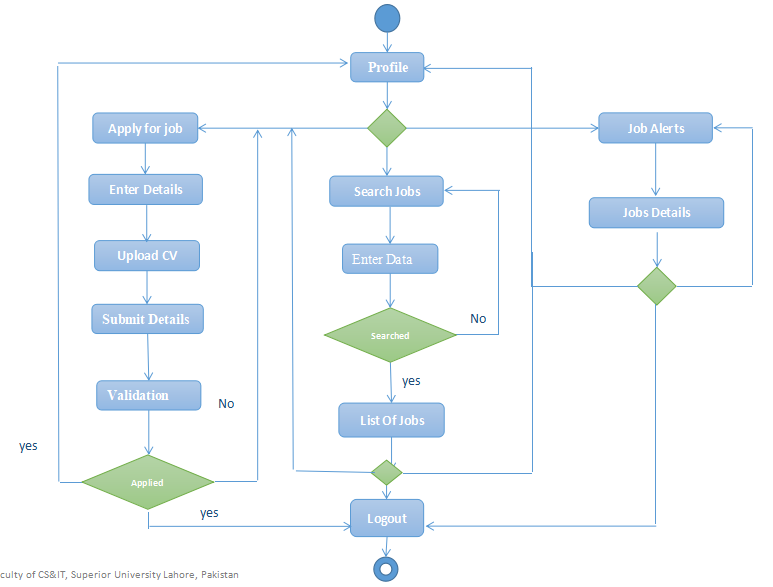 Profile
Apply for job
Job Alerts
Enter Details
Search Jobs
Jobs Details
Upload CV
Enter Data
Submit Details
No
Searched
yes
Validation
No
List Of Jobs
yes
Applied
yes
Logout
culty of CS&IT, Superior University Lahore, Pakistan